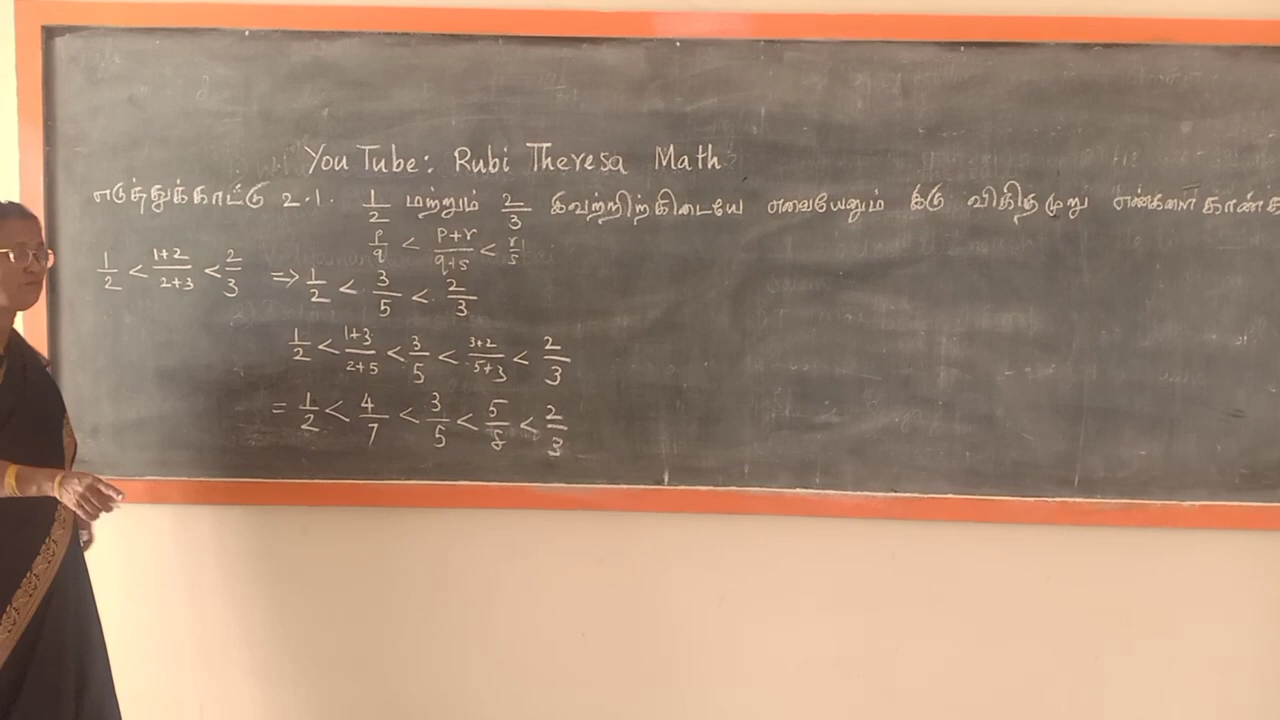 You Tube: Rubi Theresa Math
எடுத்துக்காட்டு 2.1. 1/2 மற்றும் 2/3 இவற்றிற்கிடையே எவையேனும் இரு விகிதமுறு எண்களை காண்க
p/q < p+r/q+s < r/s
1/2 < 1+2/2+3 < 2/3 => 1/2 < 3/5 < 2/3
1/2 < 1+3/2+5 < 3/5 < 3+2/5+3 < 2/3
= 1/2 < 4/7 < 3/5 < 5/8 < 2/3